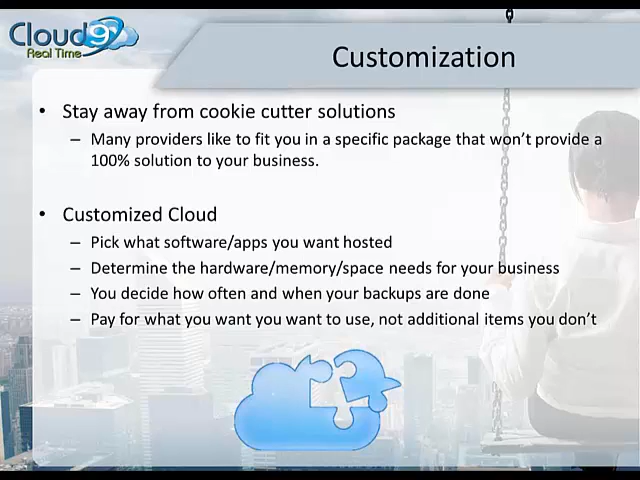 Cloud9
Real Time
Customization
• Stay away from cookie cutter solutions
– Many providers like to fit you in a specific package that won't provide a
100% solution to your business.
• Customized Cloud
– Pick what software/apps you want hosted
– Determine the hardware/memory/space needs for your business
– You decide how often and when your backups are done
– Pay for what you want you want to use, not additional items you don't